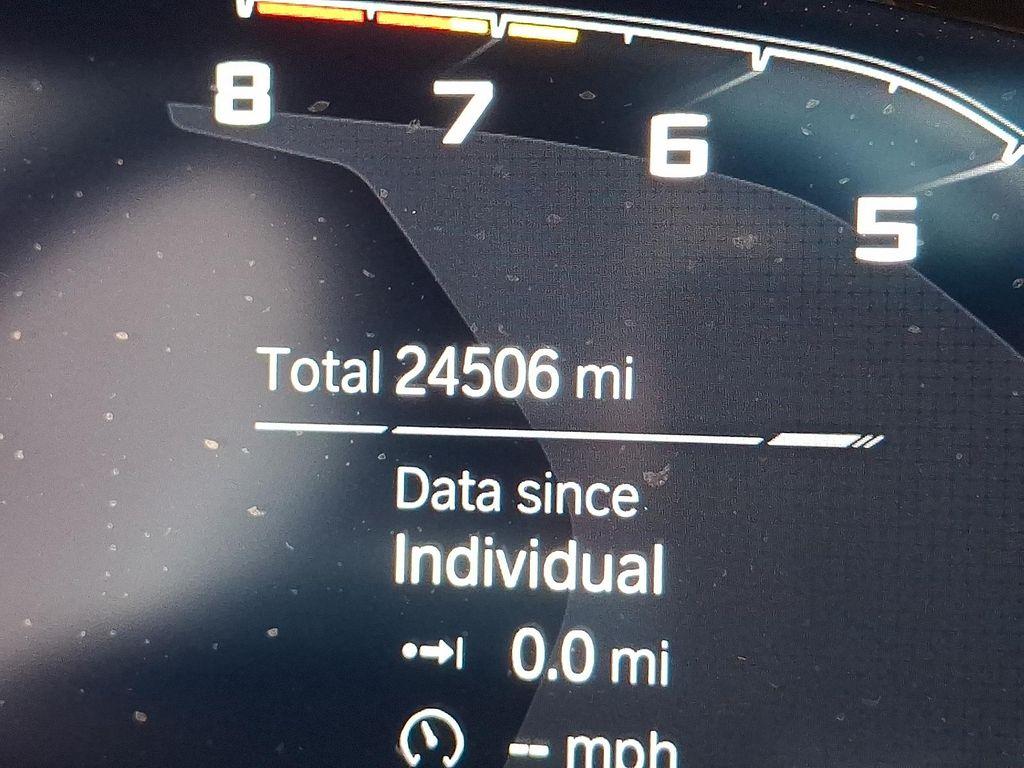 8 7 6 5
Total 24506 mi
Data since
Individual
0.0 mi
-- mph